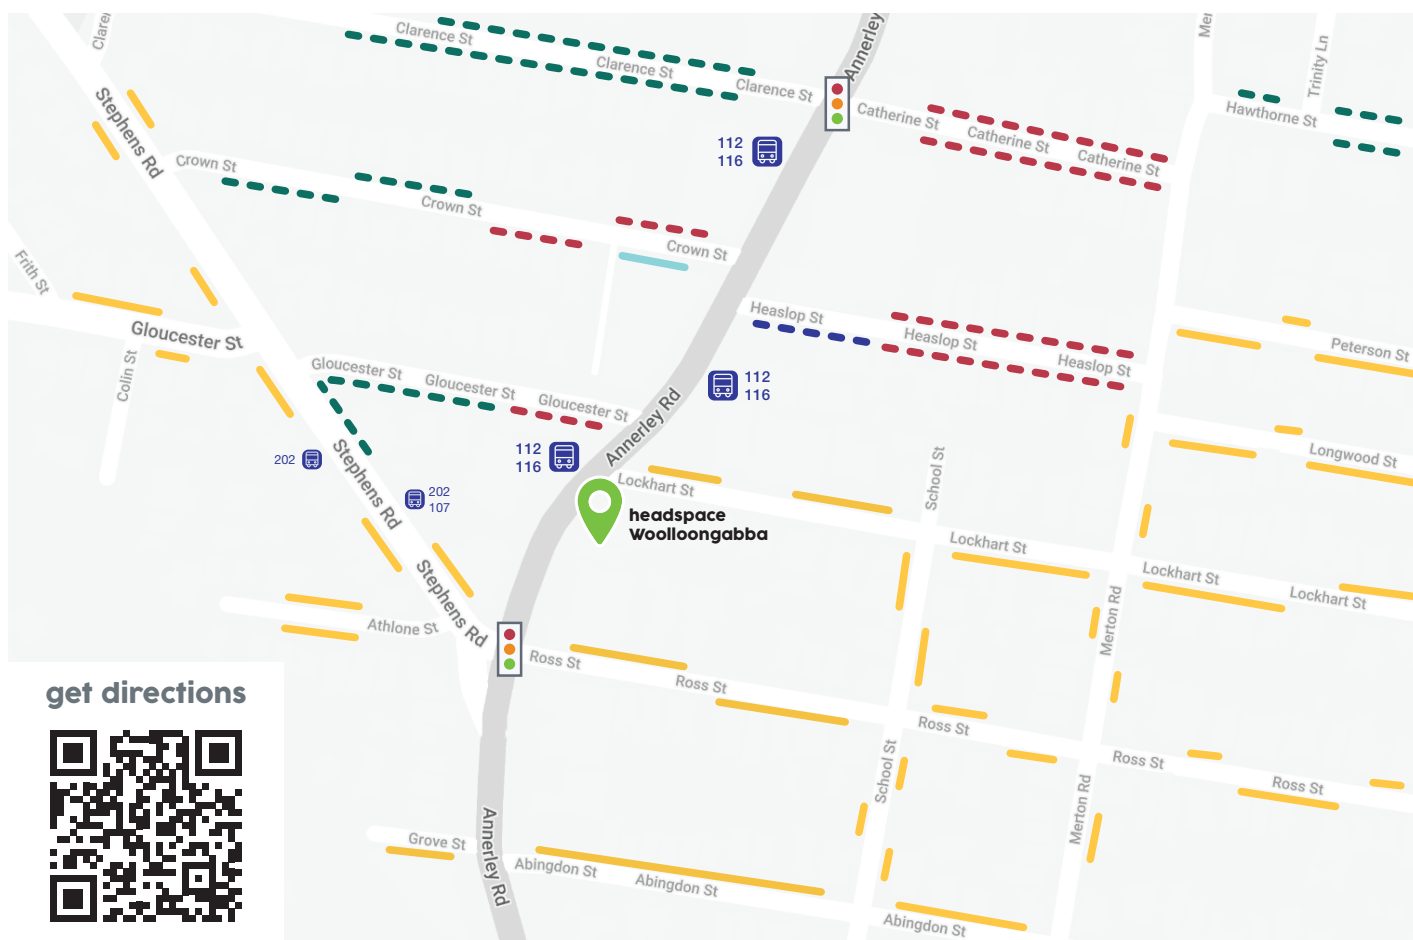 Claren
Clarence St
Clarence St
Clarence St
Annerley
Mer
Trinity Ln
Stephens Rd
Catherine St
Catherine St
Catherine St
Hawthorne St
112
116
Crown St
Crown St
Crown St
Frith St
Heaslop St
Heaslop St
Heaslop St
Gloucester St
Peterson St
Colin St
Gloucester St
Gloucester St
Gloucester St
112
116
Annerley Rd
112
116
202
Stephens Rd
202
107
Lockhart St
School St
Longwood St
headspace
Woolloongabba
Lockhart St
Lockhart St
Lockhart St
Stephens Rd
Merton Rd
Athlone St
Ross St
Ross St
Ross St
Ross St
Ross St
get directions
School St
Merton Rd
Annerley Rd
Grove St
Abingdon St
Abingdon St
Abingdon St